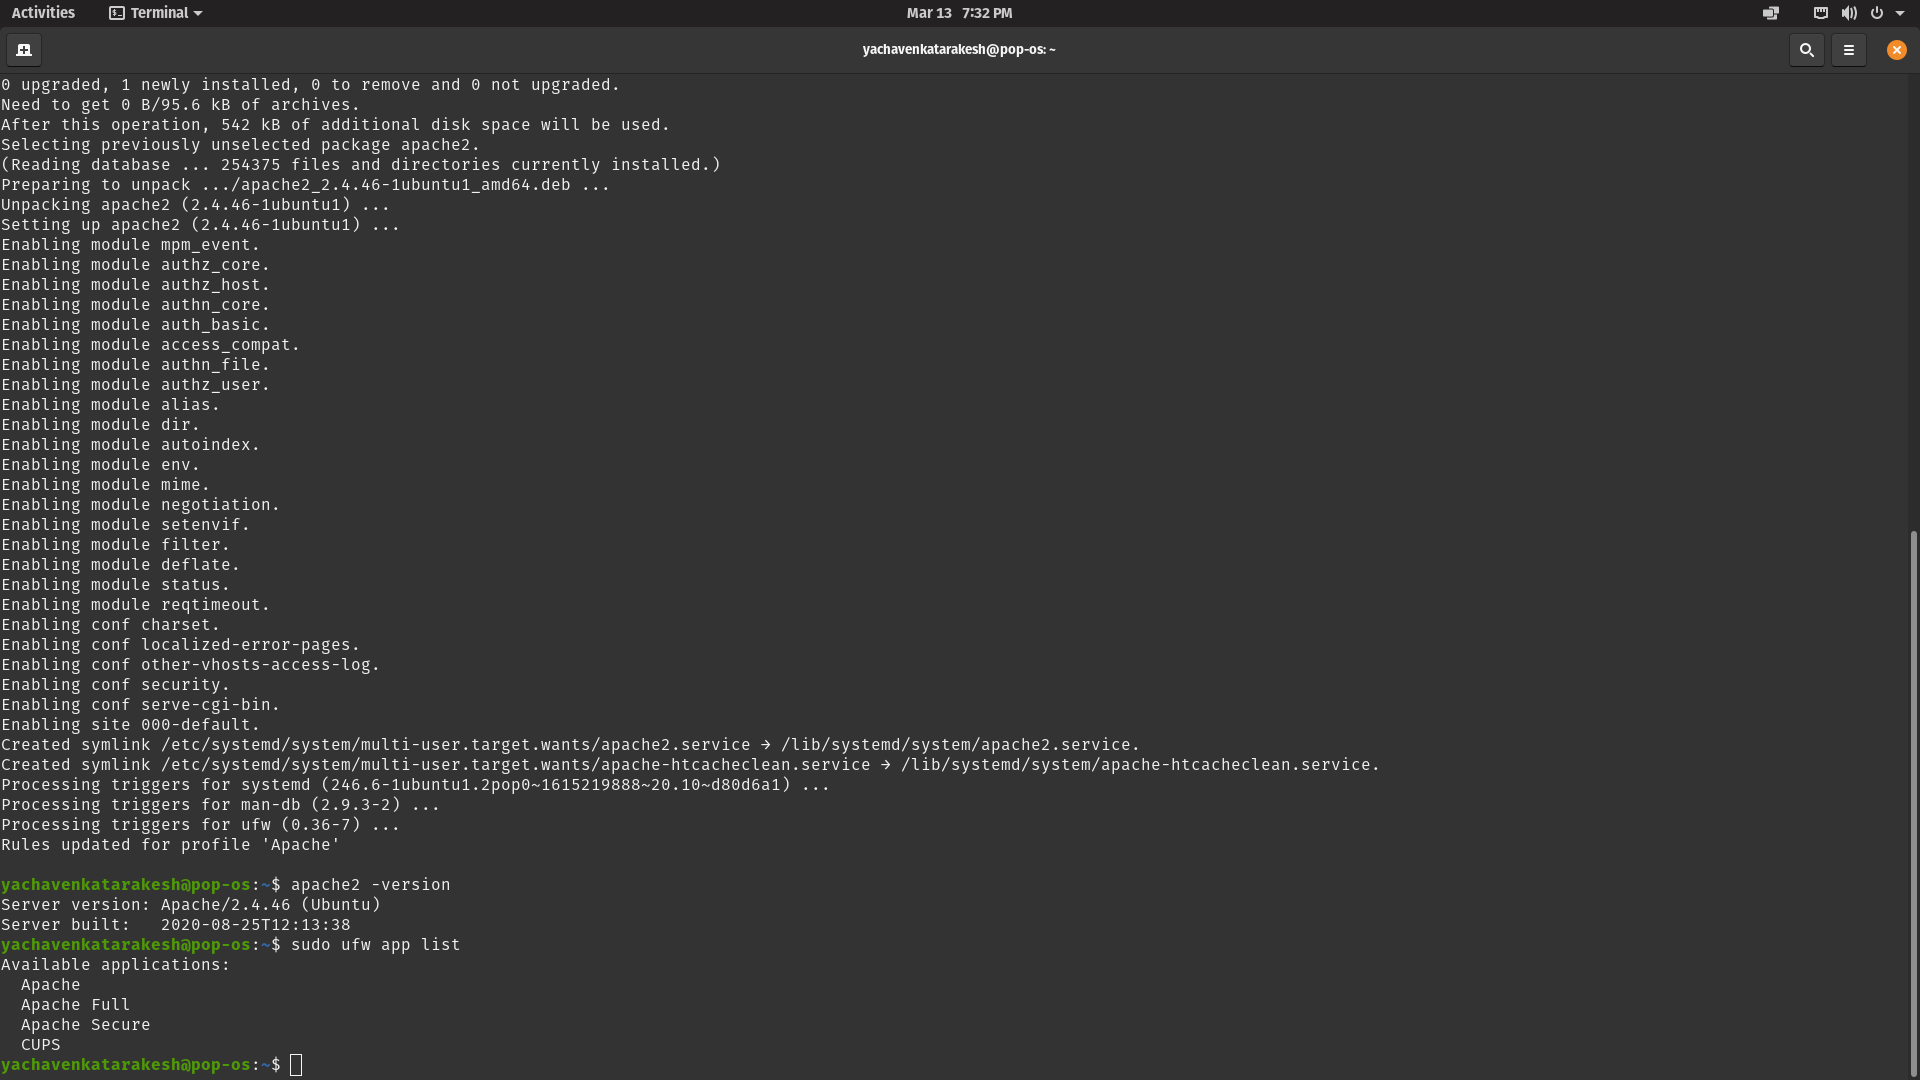 Activities
Terminal
Mar 13 7:32 PM
yachavenkatarakesh@pop-os: ~
0 upgraded, 1 newly installed, 0 to remove and 0 not upgraded.
Need to get 0 B/95.6 kB of archives.
After this operation, 542 kB of additional disk space will be used.
Selecting previously unselected package apache2.
(Reading database ... 254375 files and directories currently installed.)
Preparing to unpack .../apache2_2.4.46-1ubuntu1_amd64.deb ...
Unpacking apache2 (2.4.46-1ubuntu1) ...
Setting up apache2 (2.4.46-1ubuntu1) ...
Enabling module mpm_event.
Enabling module authz_core.
Enabling module authz_host.
Enabling module authn_core.
Enabling module auth_basic.
Enabling module access_compat.
Enabling module authn_file.
Enabling module authz_user.
Enabling module alias.
Enabling module dir.
Enabling module autoindex.
Enabling module env.
Enabling module mime.
Enabling module negotiation.
Enabling module setenvif.
Enabling module filter.
Enabling module deflate.
Enabling module status.
Enabling module reqtimeout.
Enabling conf charset.
Enabling conf localized-error-pages.
Enabling conf other-vhosts-access-log.
Enabling conf security.
Enabling conf serve-cgi-bin.
Enabling site 000-default.
Created symlink /etc/systemd/system/multi-user.target.wants/apache2.service → /lib/systemd/system/apache2.service.
Created symlink /etc/systemd/system/multi-user.target.wants/apache-htcacheclean.service → /lib/systemd/system/apache-htcacheclean.service.
Processing triggers for systemd (246.6-1ubuntu1.2pop0~1615219888~20.10~d80d6a1) ...
Processing triggers for man-db (2.9.3-2) ...
Processing triggers for ufw (0.36-7) ...
Rules updated for profile 'Apache'
yachavenkatarakesh@pop-os:~$ apache2 -version
Server version: Apache/2.4.46 (Ubuntu)
Server built:   2020-08-25T12:13:38
yachavenkatarakesh@pop-os:~$ sudo ufw app list
Available applications:
  Apache
  Apache Full
  Apache Secure
  CUPS
yachavenkatarakesh@pop-os:~$